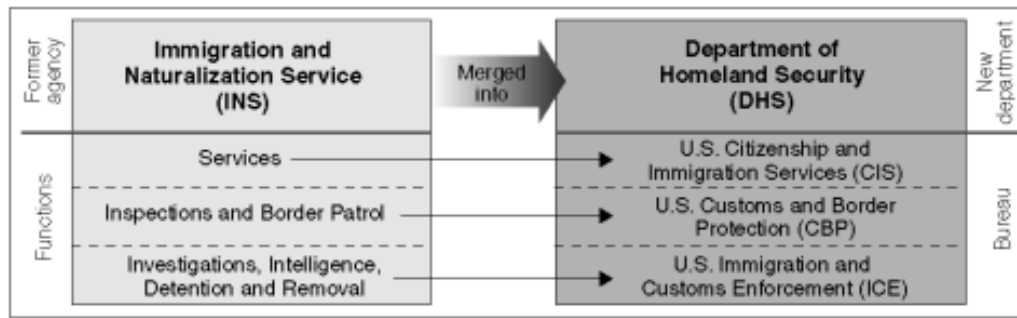 Former
agency
Immigration and
Naturalization Service
(INS)
Merged
into
Department of
Homeland Security
(DHS)
New
department
Functions
Services
U.S. Citizenship and
Immigration Services (CIS)
Inspections and Border Patrol
U.S. Customs and Border
Protection (CBP)
Investigations, Intelligence,
Detention and Removal
U.S. Immigration and
Customs Enforcement (ICE)
Bureau